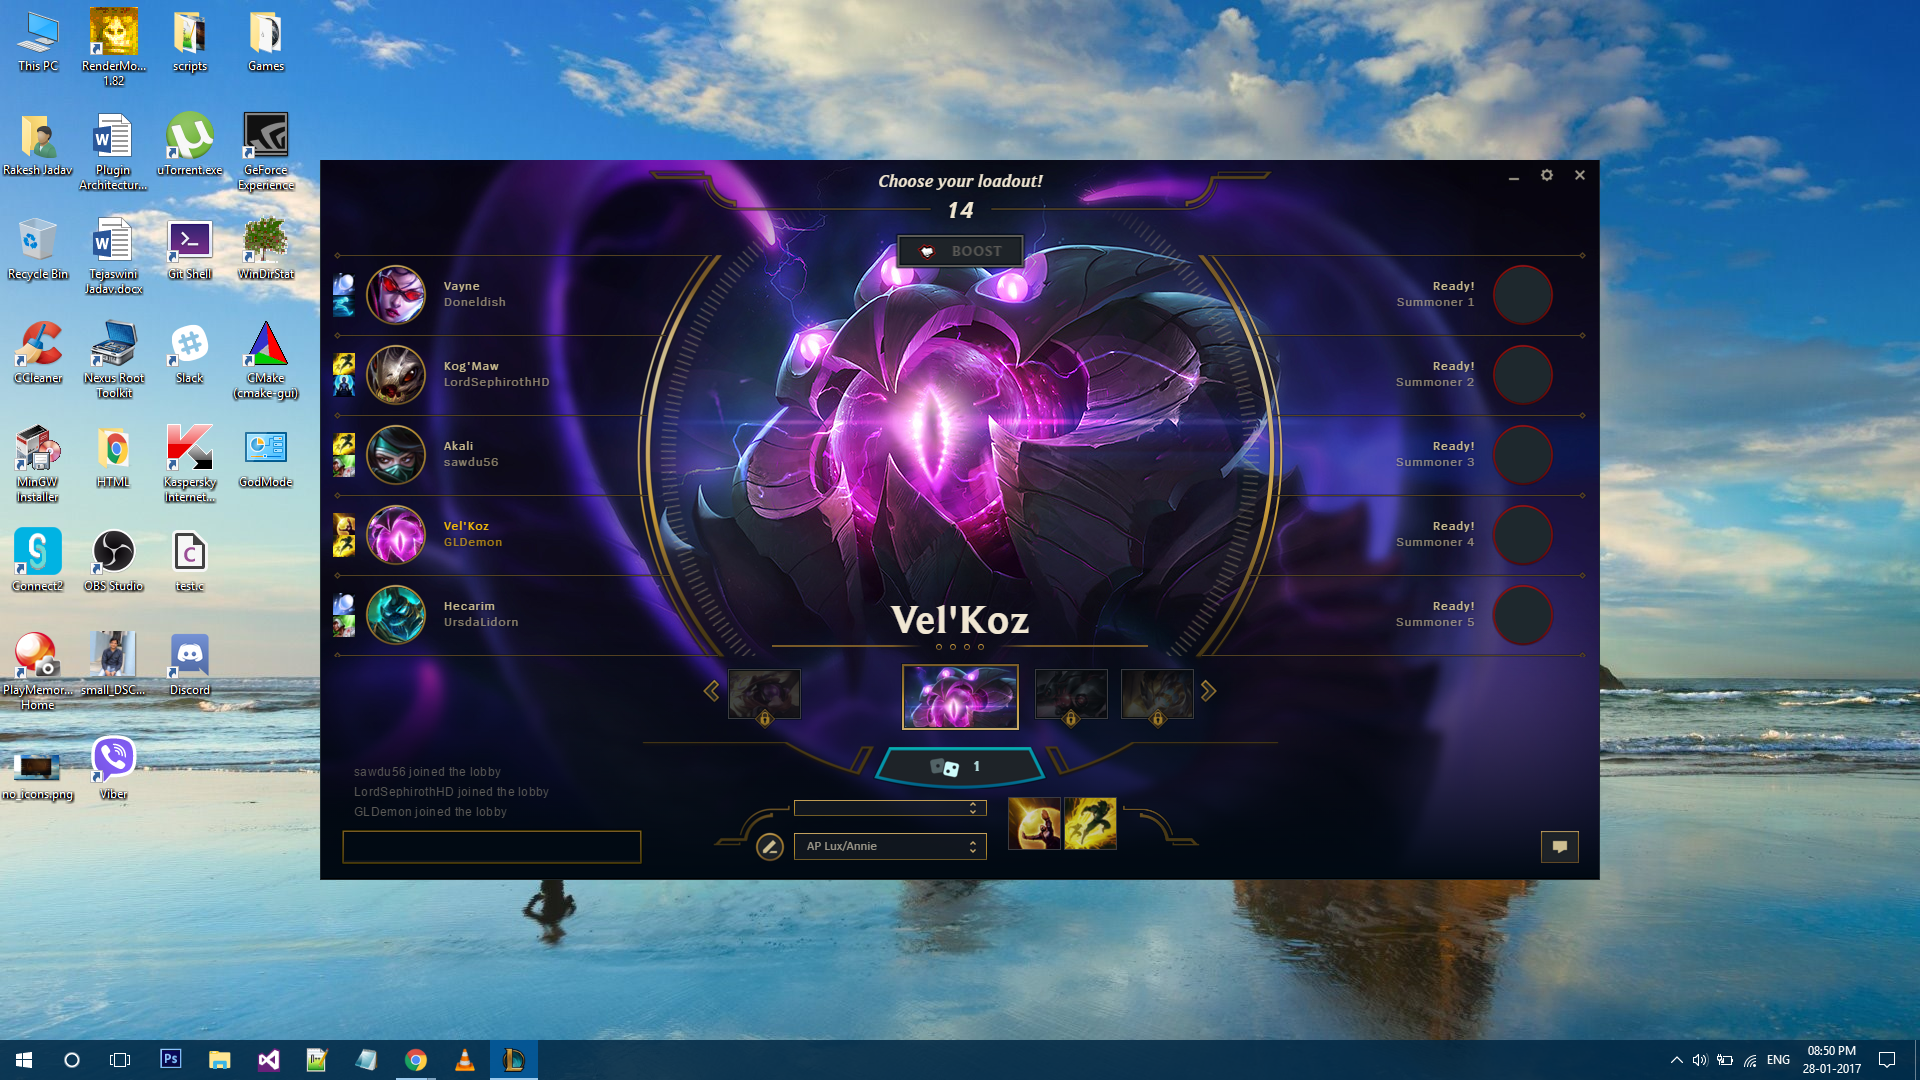 This PC
RenderMo...
1.82
scripts
Games
Rakesh Jadav
Plugin
Architectur...
uTorrent.exe
GeForce
Experience
Recycle Bin
Tejaswini
Jadav.docx
Git Shell
WinDirStat
CCleaner
Nexus Root
Toolkit
Slack
CMake
(cmake-gui)
MinGW
Installer
HTML
Kaspersky
Internet...
GodMode
Connect2
OBS Studio
test.c
PlayMemor...
Home
small_DSC...
Discord
no_icons.png
Viber
Choose your loadout!
14
BOOST
Vayne
Doneldish
Kog'Maw
LordSephirothHD
Akali
sawdu56
Vel'Koz
GLDemon
Hecarim
UrsdaLidorn
Ready!
Summoner 1
Ready!
Summoner 2
Ready!
Summoner 3
Ready!
Summoner 4
Ready!
Summoner 5
Vel'Koz
1
sawdu56 joined the lobby
LordSephirothHD joined the lobby
GLDemon joined the lobby
AP Lux/Annie
Ps
ENG
08:50 PM
28-01-2017